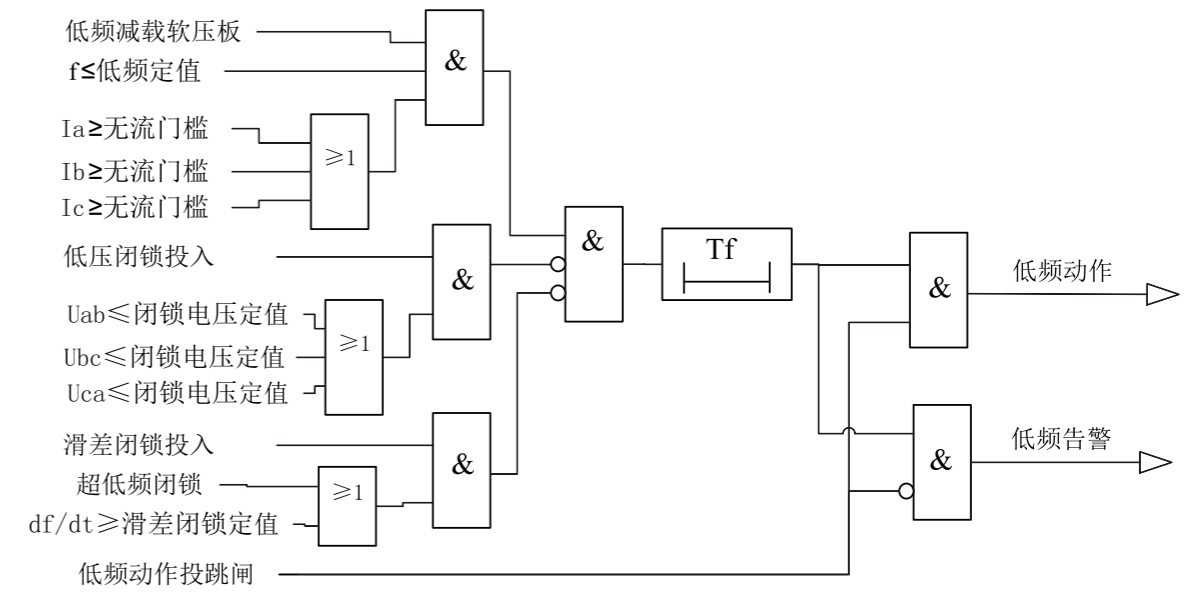 低频减载软压板
&
f≤低频定值
Ia≥无流门槛
≥1
Ib≥无流门槛
Ic≥无流门槛
&
Tf
低压闭锁投入
&
低频动作
&
Uab≤闭锁电压定值
≥1
Ubc≤闭锁电压定值
Uca≤闭锁电压定值
滑差闭锁投入
低频告警
&
&
超低频闭锁
≥1
df/dt≥滑差闭锁定值
低频动作投跳闸